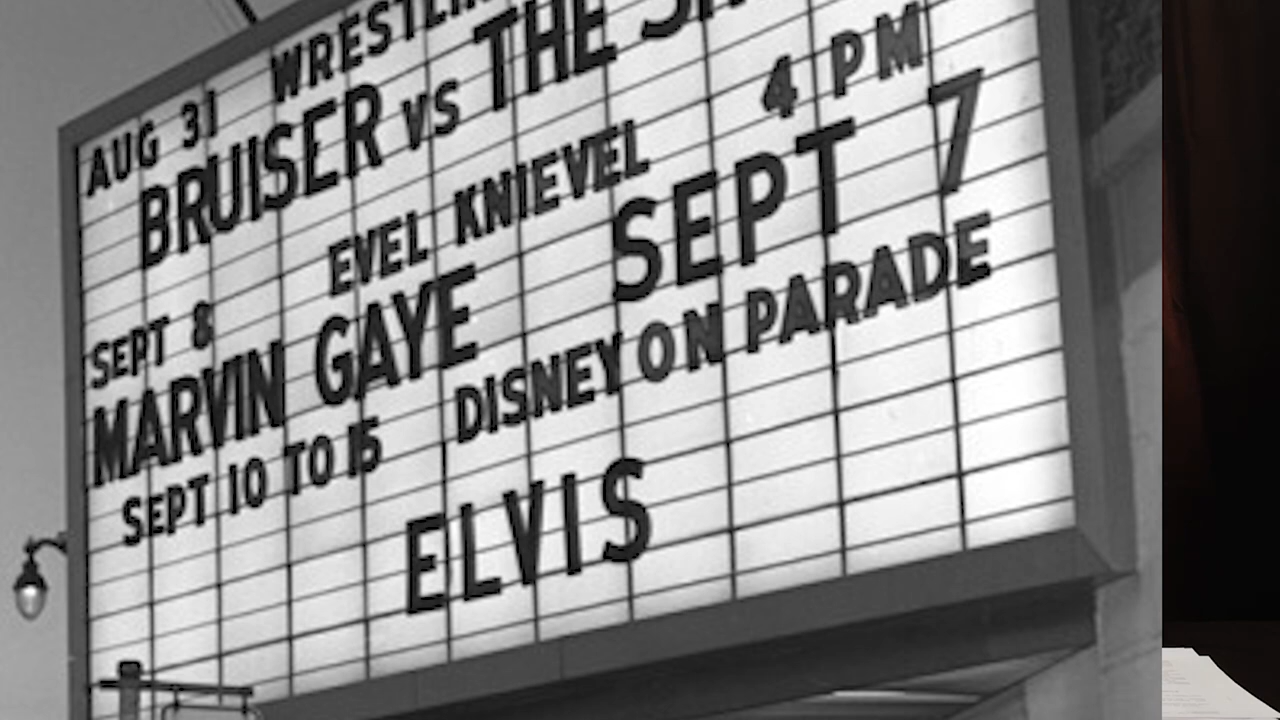 AUG 31 WRESTLIN
BRUISER VS THE
4 PM
EVEL KNIEVEL SEPT 7
SEPT 8
MARVIN GAYE
SEPT 10 TO 15 DISNEY ON PARADE
ELVIS